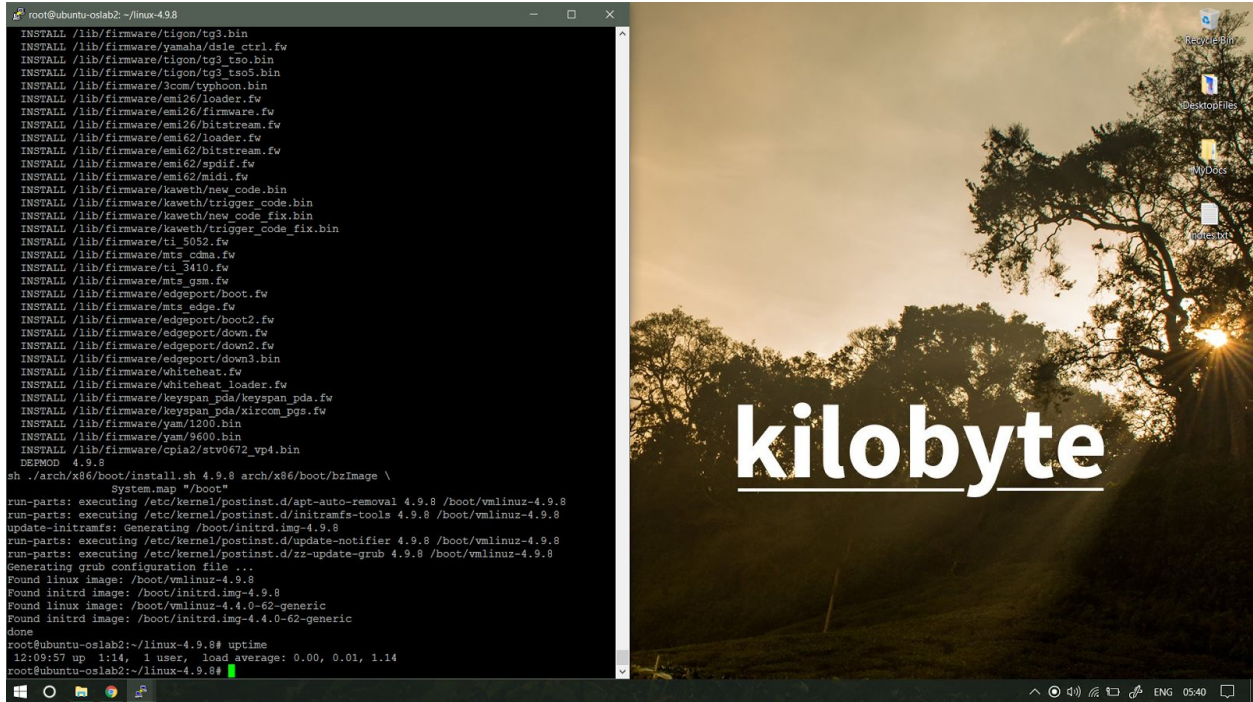 root@ubuntu-oslab2: ~/linux-4.9.8
  INSTALL /lib/firmware/tigon/tg3.bin
  INSTALL /lib/firmware/yamaha/ds1e_ctrl.fw
  INSTALL /lib/firmware/tigon/tg3_tso.bin
  INSTALL /lib/firmware/tigon/tg3_tso5.bin
  INSTALL /lib/firmware/3com/typhoon.bin
  INSTALL /lib/firmware/emi26/loader.fw
  INSTALL /lib/firmware/emi26/firmware.fw
  INSTALL /lib/firmware/emi26/bitstream.fw
  INSTALL /lib/firmware/emi62/loader.fw
  INSTALL /lib/firmware/emi62/bitstream.fw
  INSTALL /lib/firmware/emi62/spdif.fw
  INSTALL /lib/firmware/emi62/midi.fw
  INSTALL /lib/firmware/kaweth/new_code.bin
  INSTALL /lib/firmware/kaweth/trigger_code.bin
  INSTALL /lib/firmware/kaweth/new_code_fix.bin
  INSTALL /lib/firmware/kaweth/trigger_code_fix.bin
  INSTALL /lib/firmware/ti_5052.fw
  INSTALL /lib/firmware/mts_cdma.fw
  INSTALL /lib/firmware/ti_3410.fw
  INSTALL /lib/firmware/mts_gsm.fw
  INSTALL /lib/firmware/edgeport/boot.fw
  INSTALL /lib/firmware/mts_edge.fw
  INSTALL /lib/firmware/edgeport/boot2.fw
  INSTALL /lib/firmware/edgeport/down.fw
  INSTALL /lib/firmware/edgeport/down2.fw
  INSTALL /lib/firmware/edgeport/down3.bin
  INSTALL /lib/firmware/whiteheat.fw
  INSTALL /lib/firmware/whiteheat_loader.fw
  INSTALL /lib/firmware/keyspan_pda/keyspan_pda.fw
  INSTALL /lib/firmware/keyspan_pda/xircom_pgs.fw
  INSTALL /lib/firmware/yam/1200.bin
  INSTALL /lib/firmware/yam/9600.bin
  INSTALL /lib/firmware/cpia2/stv0672_vp4.bin
  DEPMOD  4.9.8
sh ./arch/x86/boot/install.sh 4.9.8 arch/x86/boot/bzImage \
System.map "/boot"
run-parts: executing /etc/kernel/postinst.d/apt-auto-removal 4.9.8 /boot/vmlinuz-4.9.8
run-parts: executing /etc/kernel/postinst.d/initramfs-tools 4.9.8 /boot/vmlinuz-4.9.8
update-initramfs: Generating /boot/initrd.img-4.9.8
run-parts: executing /etc/kernel/postinst.d/update-notifier 4.9.8 /boot/vmlinuz-4.9.8
run-parts: executing /etc/kernel/postinst.d/zz-update-grub 4.9.8 /boot/vmlinuz-4.9.8
Generating grub configuration file ...
Found linux image: /boot/vmlinuz-4.9.8
Found initrd image: /boot/initrd.img-4.9.8
Found linux image: /boot/vmlinuz-4.4.0-62-generic
Found initrd image: /boot/initrd.img-4.4.0-62-generic
done
root@ubuntu-oslab2:~/linux-4.9.8# uptime
 12:09:57 up  1:14,  1 user,  load average: 0.00, 0.01, 1.14
root@ubuntu-oslab2:~/linux-4.9.8#
Recycle Bin
DesktopFiles
MyDocs
notes.txt
kilobyte
ENG 05:40